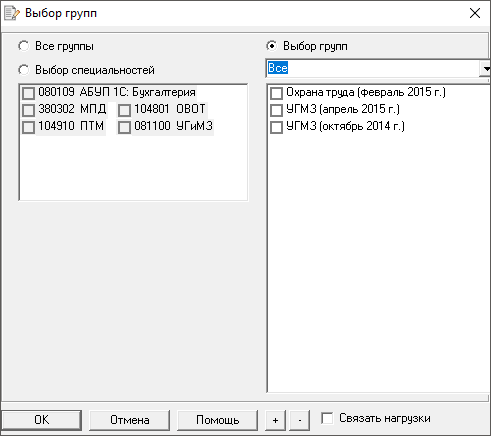 Выбор групп
Все группы
Выбор специальностей
080109 АБУП 1С: Бухгалтерия
380302 МПД 104801 ОВОТ
104910 ПТМ 081100 УГиМЗ
Выбор групп
Все
Охрана труда (февраль 2015 г.)
УГМЗ (апрель 2015 г.)
УГМЗ (октябрь 2014 г.)
OK Отмена Помощь + - Связать нагрузки